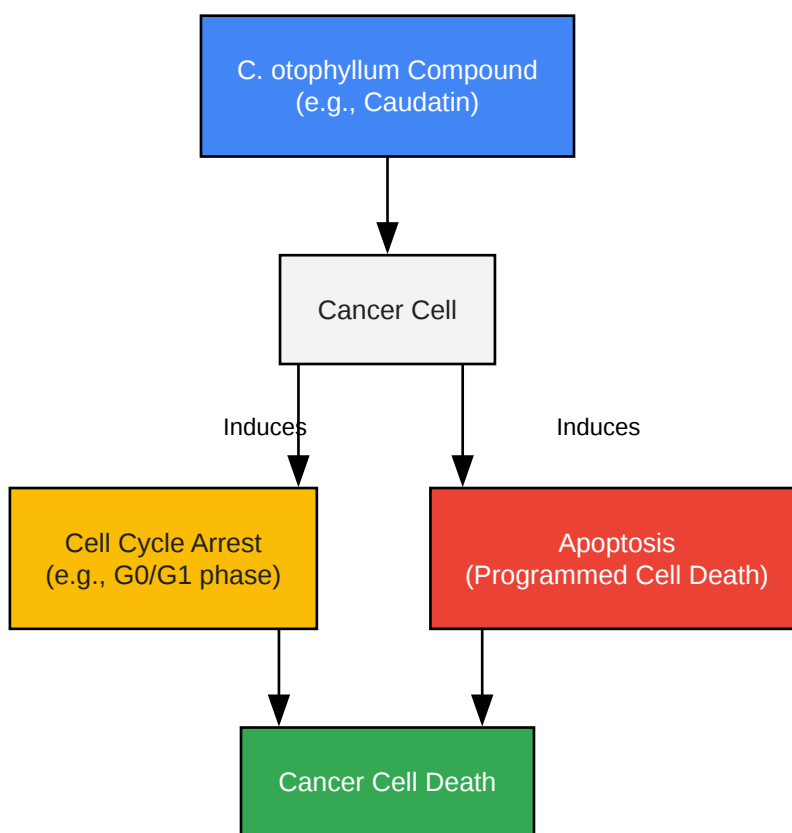 C. otophyllum Compound
(e.g., Caudatin)
Cancer Cell
Induces
Induces
Cell Cycle Arrest
(e.g., G0/G1 phase)
Apoptosis
(Programmed Cell Death)
Cancer Cell Death